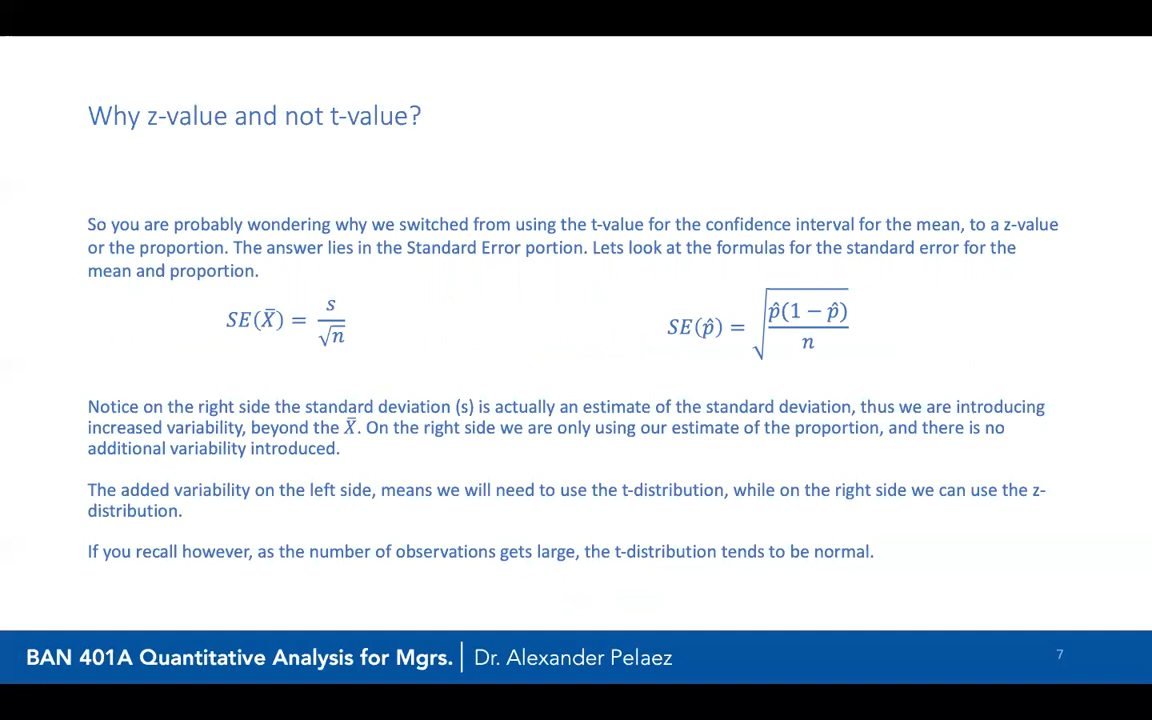 Why z-value and not t-value?
So you are probably wondering why we switched from using the t-value for the confidence interval for the mean, to a z-value
or the proportion. The answer lies in the Standard Error portion. Lets look at the formulas for the standard error for the
mean and proportion.
SE(X̄) = s/√n
SE(p̂) = √(p̂(1 − p̂)/n)
Notice on the right side the standard deviation (s) is actually an estimate of the standard deviation, thus we are introducing
increased variability, beyond the X̄. On the right side we are only using our estimate of the proportion, and there is no
additional variability introduced.
The added variability on the left side, means we will need to use the t-distribution, while on the right side we can use the z-
distribution.
If you recall however, as the number of observations gets large, the t-distribution tends to be normal.
BAN 401A Quantitative Analysis for Mgrs. | Dr. Alexander Pelaez
7